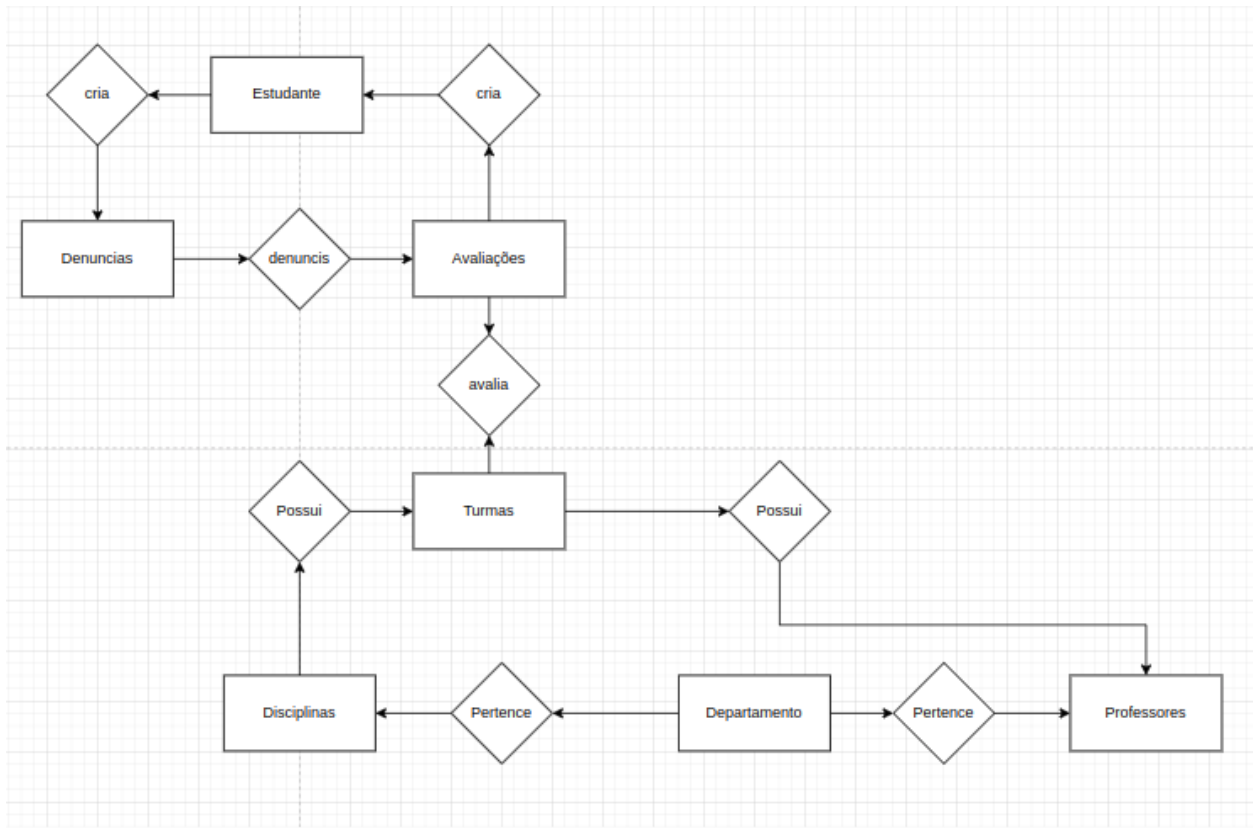 cria
Estudante
cria
Denuncias
denuncis
Avaliações
avalia
Possui
Turmas
Possui
Disciplinas
Pertence
Departamento
Pertence
Professores